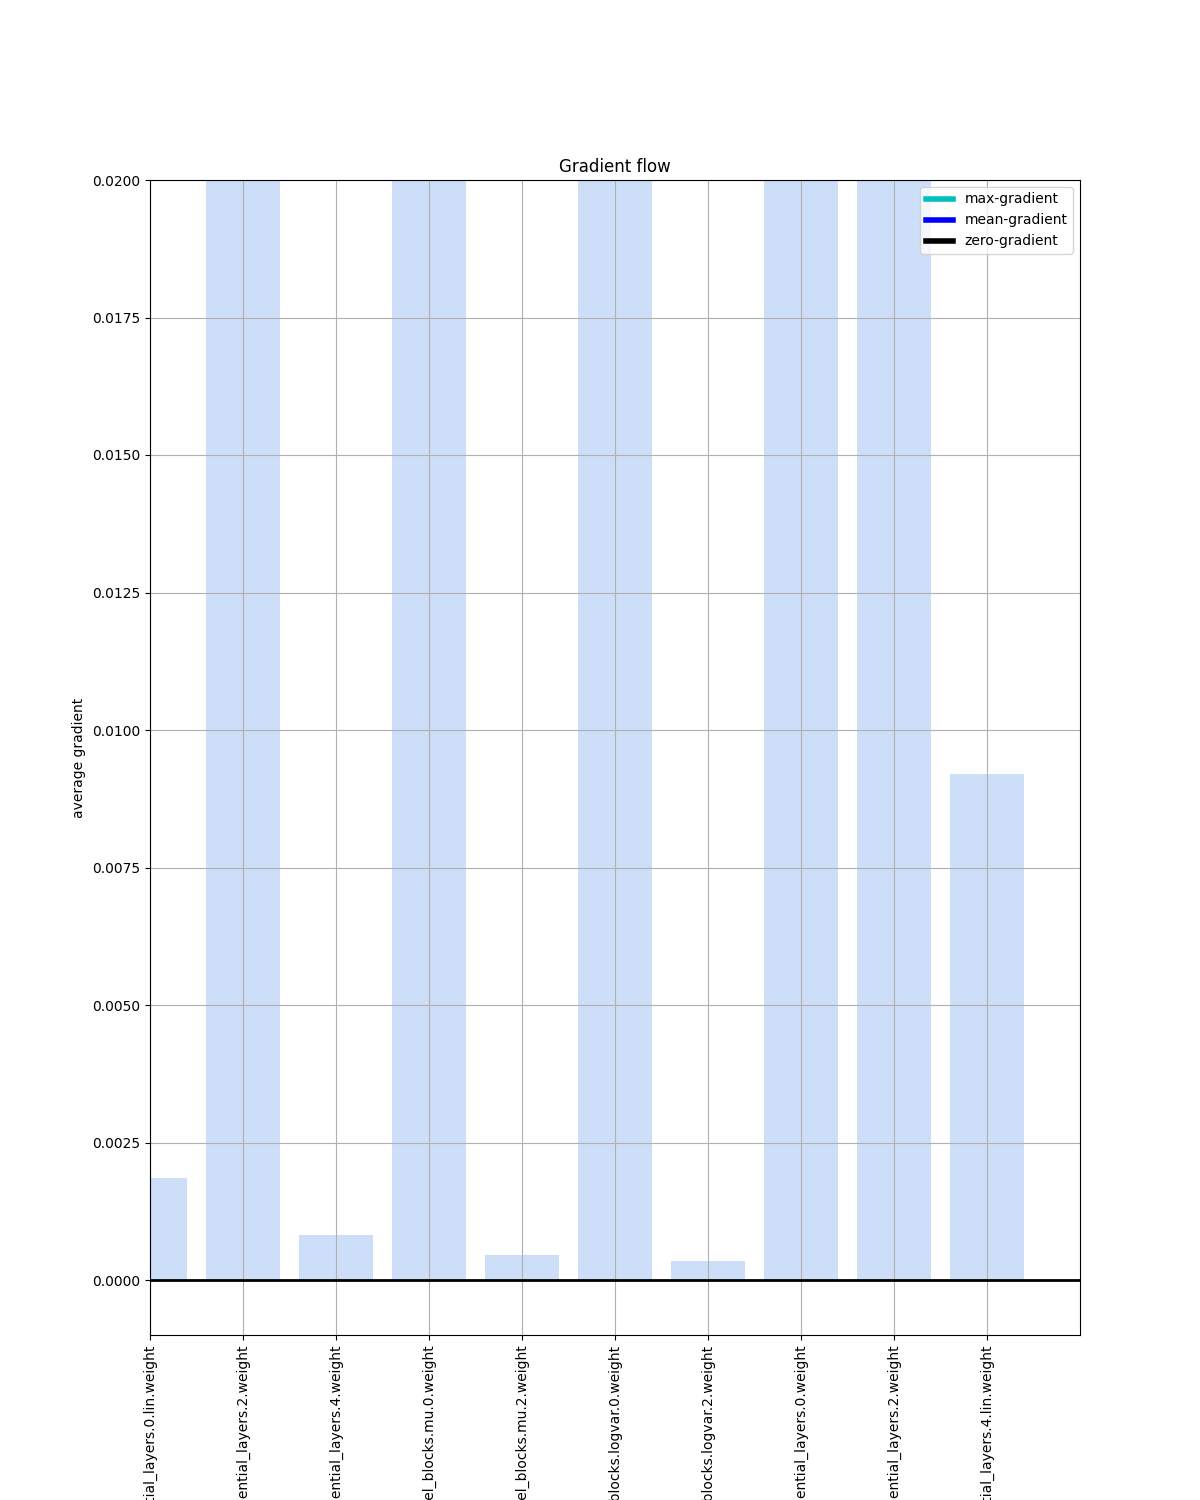 Gradient flow
max-gradient
mean-gradient
zero-gradient
0.0200
0.0175
0.0150
0.0125
0.0100
0.0075
0.0050
0.0025
0.0000
average gradient
tial_layers.0.lin.weight
ential_layers.2.weight
ential_layers.4.weight
el_blocks.mu.0.weight
el_blocks.mu.2.weight
blocks.logvar.0.weight
blocks.logvar.2.weight
ential_layers.0.weight
ential_layers.2.weight
tial_layers.4.lin.weight